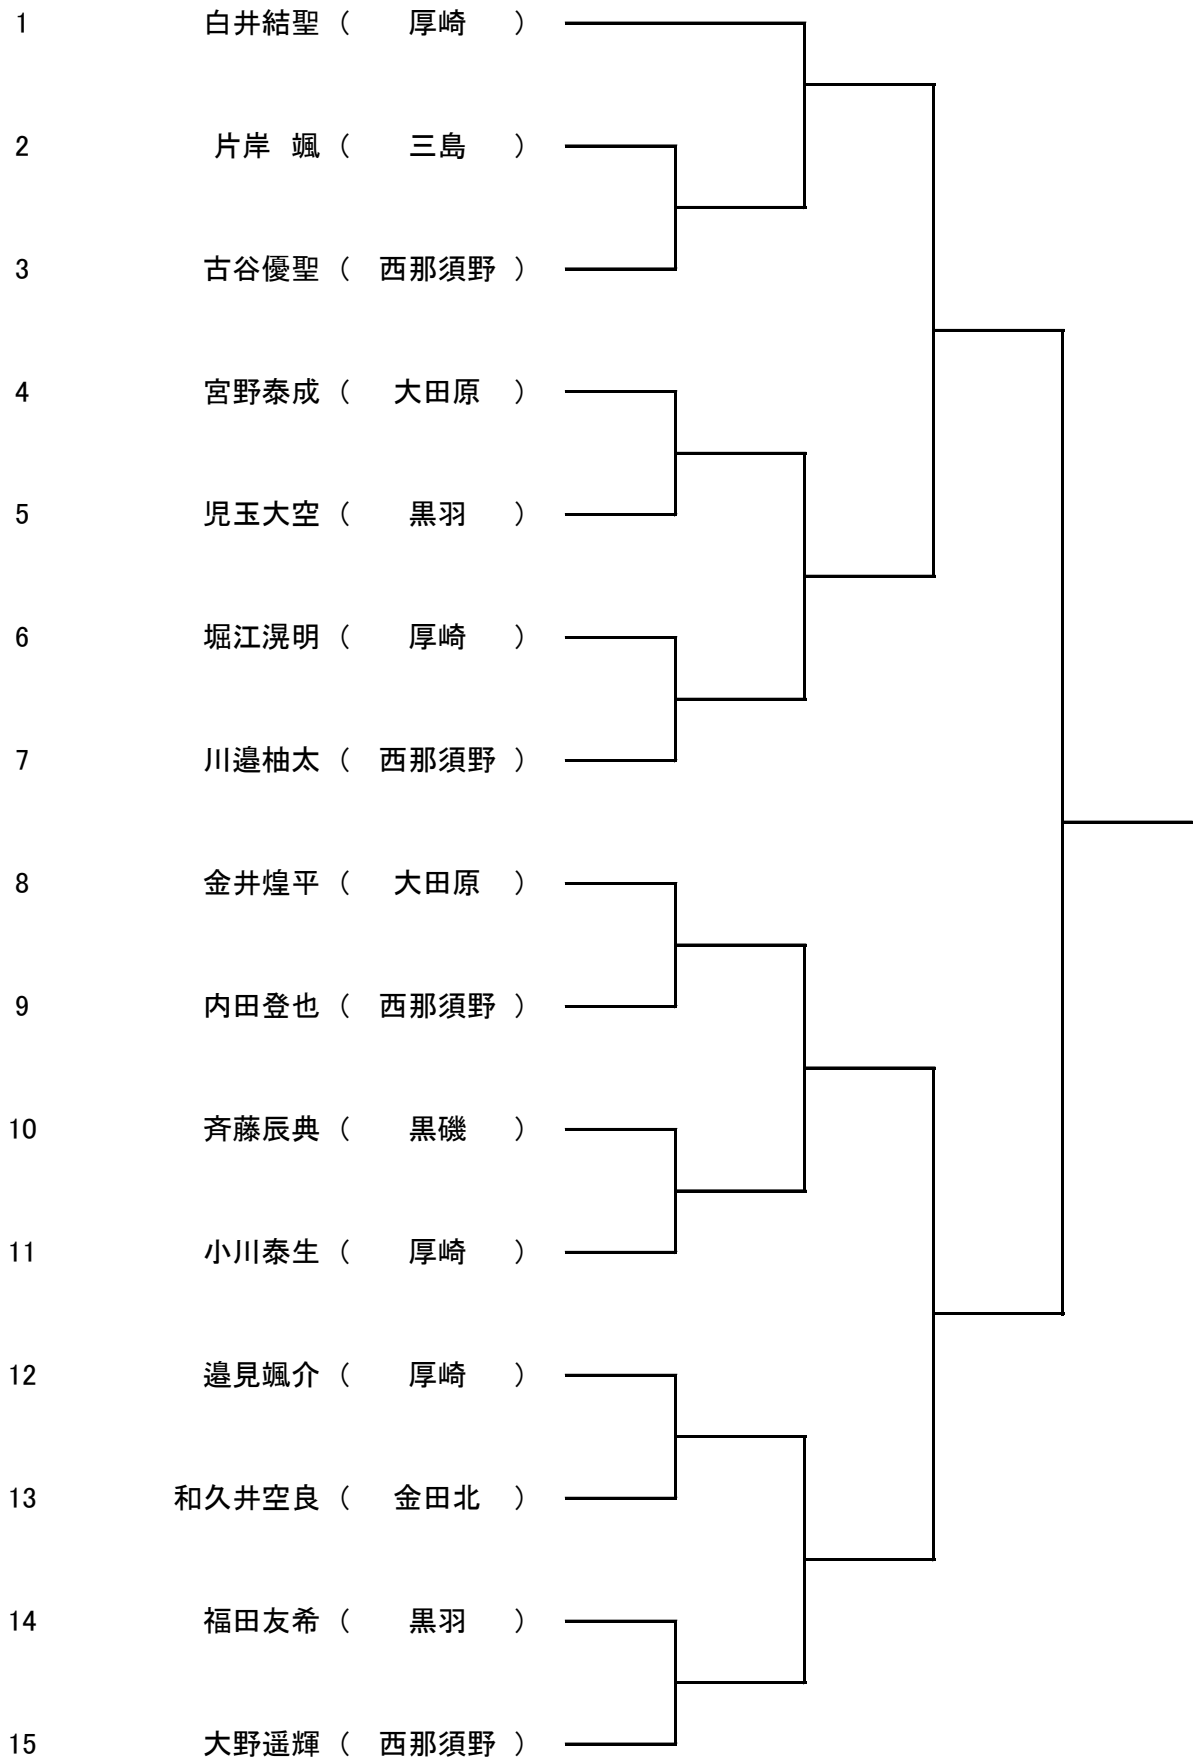 1 白井結聖 ( 厚崎 )
2 片岸 颯 ( 三島 )
3 古谷優聖 ( 西那須野 )
4 宮野泰成 ( 大田原 )
5 児玉大空 ( 黒羽 )
6 堀江滉明 ( 厚崎 )
7 川邉柚太 ( 西那須野 )
8 金井煌平 ( 大田原 )
9 内田登也 ( 西那須野 )
10 斉藤辰典 ( 黒磯 )
11 小川泰生 ( 厚崎 )
12 邉見颯介 ( 厚崎 )
13 和久井空良 ( 金田北 )
14 福田友希 ( 黒羽 )
15 大野遥輝 ( 西那須野 )